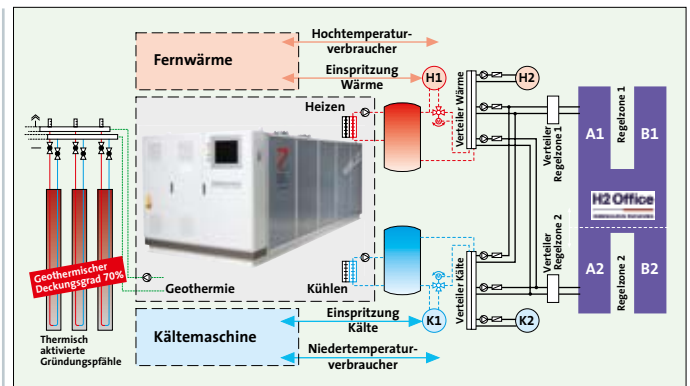 Fernwärme
Hochtemperatur-
verbraucher
Einspritzung
Wärme
H1
H2
Heizen
Verteiler Wärme
Verteiler
Regelzone 1
A1
Regelzone 1
B1
H2 Office
Geothermischer
Deckungsgrad 70%
Geothermie
Kühlen
Verteiler Kälte
Verteiler
Regelzone 2
A2
Regelzone 2
B2
Thermisch
aktivierte
Gründungspfähle
Kältemaschine
Einspritzung
Kälte
K1
K2
Niedertemperatur-
verbraucher